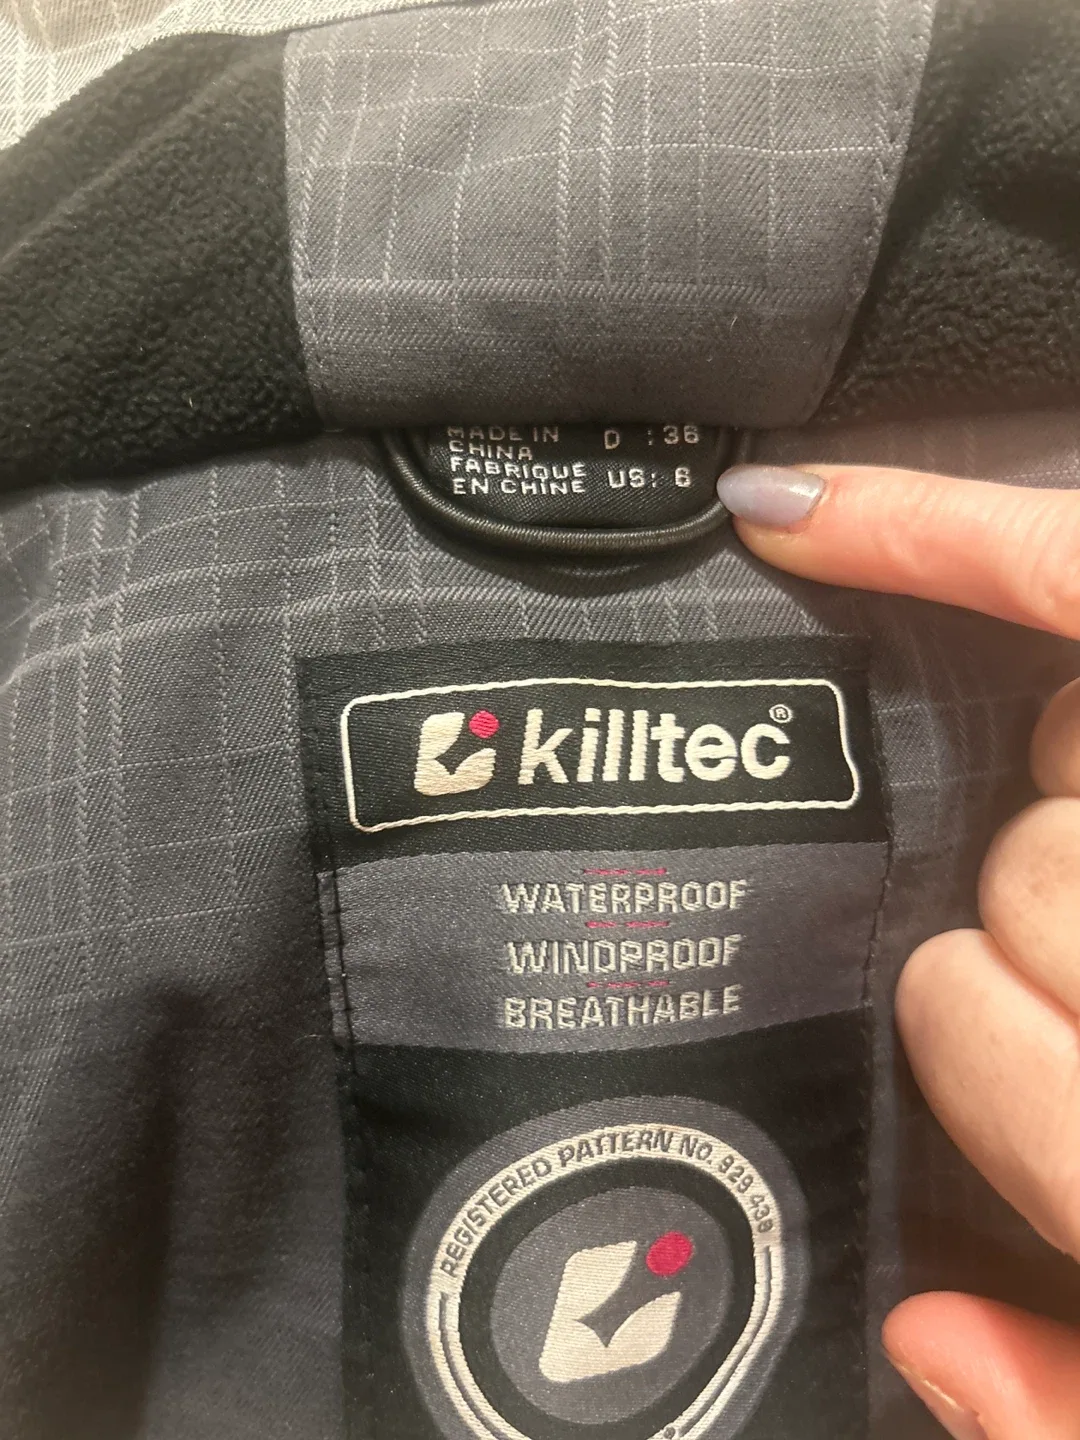 MADE IN
CHINA
FABRIQUE
EN CHINE
D : 36
US: 6
killtec®
WATERPROOF
WINDPROOF
BREATHABLE
REGISTERED PATTERN NO. 929 438